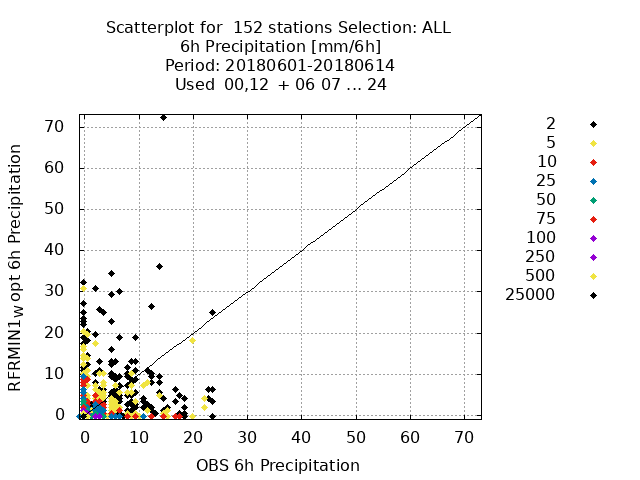 Scatterplot for  152 stations Selection: ALL
6h Precipitation [mm/6h]
Period: 20180601-20180614
Used  00,12  + 06 07 ... 24
RFRMIN1w opt 6h Precipitation
70
60
50
40
30
20
10
0
0 10 20 30 40 50 60 70
OBS 6h Precipitation
2
5
10
25
50
75
100
250
500
25000